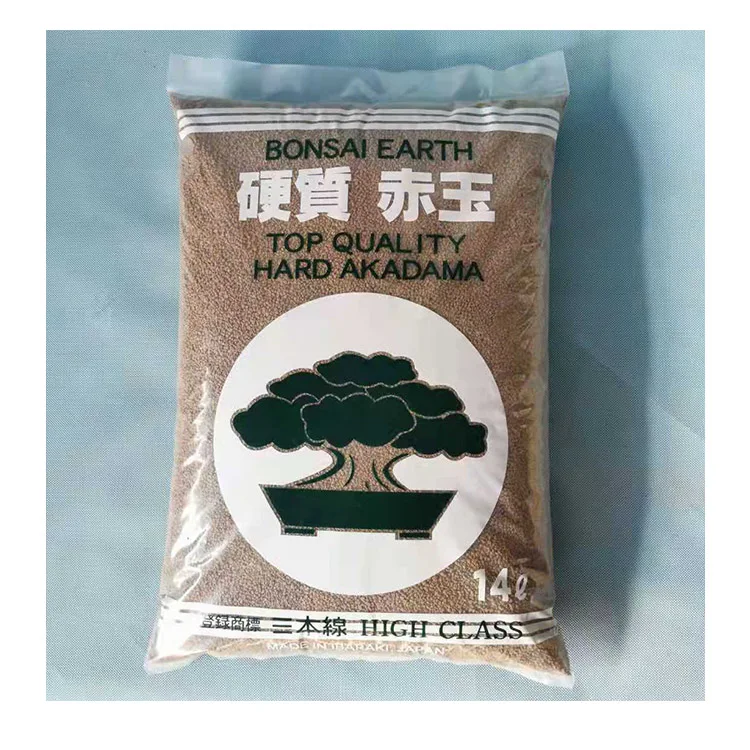 BONSAI EARTH
硬質 赤玉
TOP QUALITY
HARD AKADAMA
14ℓ
登録商標 三本線 HIGH CLASS
MADE IN IBARAKI, JAPAN